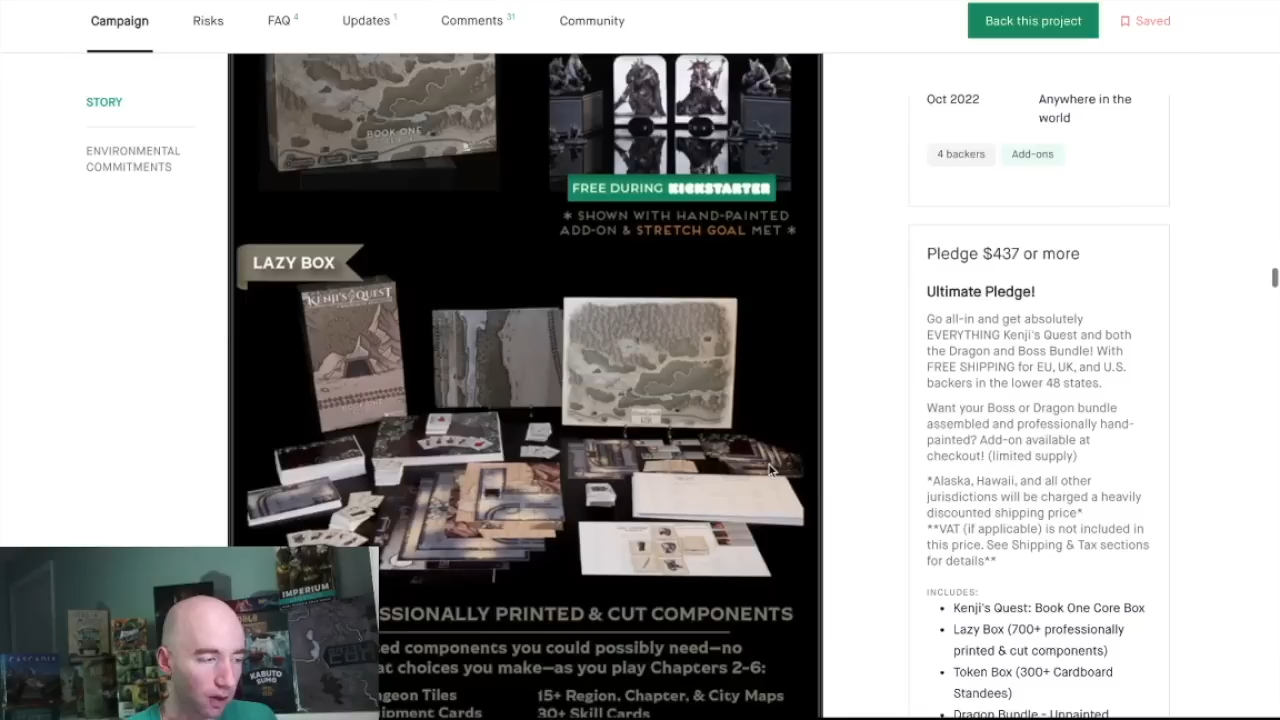 Campaign
Risks
FAQ 4
Updates 1
Comments 31
Community
Back this project
Saved
STORY
ENVIRONMENTAL
COMMITMENTS
BOOK ONE
FREE DURING KICKSTARTER
* SHOWN WITH HAND-PAINTED
ADD-ON & STRETCH GOAL MET *
LAZY BOX
KENJI'S QUEST
SSIONALLY PRINTED & CUT COMPONENTS
ed components you could possibly need—no
at choices you make—as you play Chapters 2-6:
ngeon Tiles
15+ Region, Chapter, & City Maps
ipment Cards
30+ Skill Cards
Oct 2022
Anywhere in the
world
4 backers
Add-ons
Pledge $437 or more
Ultimate Pledge!
Go all-in and get absolutely
EVERYTHING Kenji's Quest and both
the Dragon and Boss Bundle! With
FREE SHIPPING for EU, UK, and U.S.
backers in the lower 48 states.
Want your Boss or Dragon bundle
assembled and professionally hand-
painted? Add-on available at
checkout! (limited supply)
*Alaska, Hawaii, and all other
jurisdictions will be charged a heavily
discounted shipping price*
**VAT (if applicable) is not included in
this price. See Shipping & Tax sections
for details**
INCLUDES:
• Kenji's Quest: Book One Core Box
• Lazy Box (700+ professionally
printed & cut components)
• Token Box (300+ Cardboard
Standees)
• Dragon Bundle - Unpainted
IMPERIUM
CASCADIA
KABUTO
SUMO